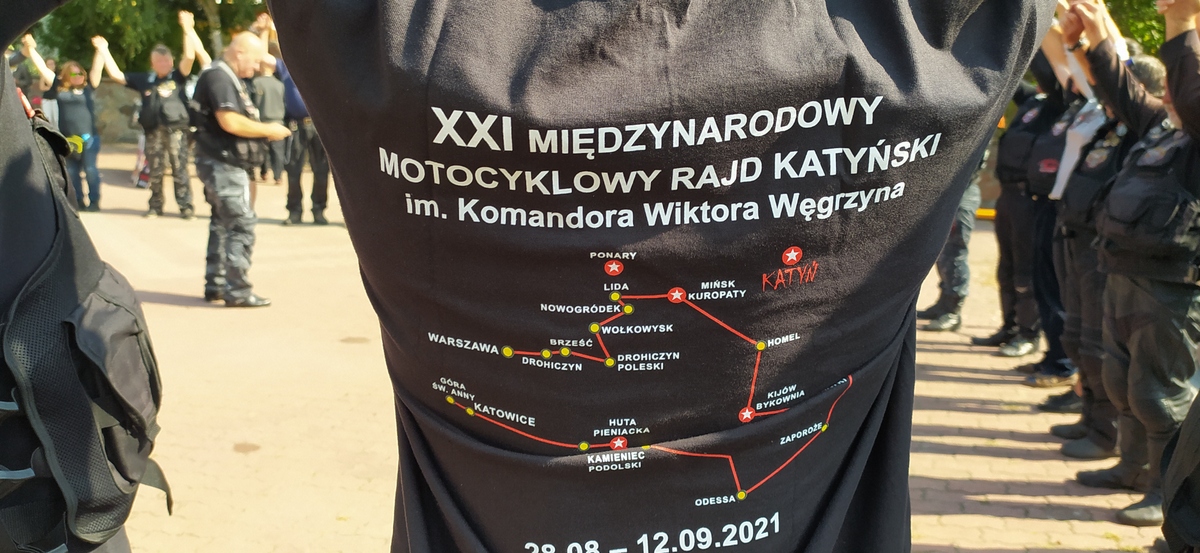 XXI MIĘDZYNARODOWY
MOTOCYKLOWY RAJD KATYŃSKI
im. Komandora Wiktora Węgrzyna
PONARY
KATYŃ
LIDA
MIŃSK
KUROPATY
NOWOGRÓDEK
WOŁKOWYSK
WARSZAWA
BRZEŚĆ
DROHICZYN
DROHICZYN
POLESKI
HOMEL
GÓRA
ŚW. ANNY
KATOWICE
KIJÓW
BYKOWNIA
HUTA
PIENIACKA
KAMIENIEC
PODOLSKI
ZAPOROŻE
ODESSA
28.08 – 12.09.2021